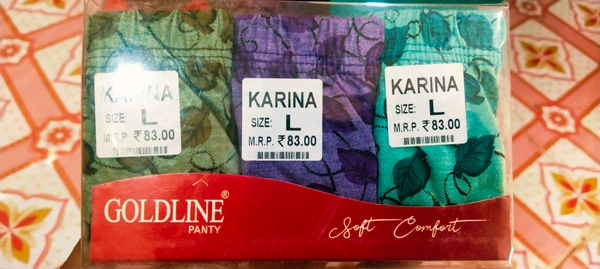 KARINA
SIZE: L
M.R.P. ₹ 83.00
KARINA
SIZE: L
M.R.P. ₹ 83.00
KARINA
SIZE: L
M.R.P. ₹ 83.00
GOLDLINE®
PANTY
Soft Comfort